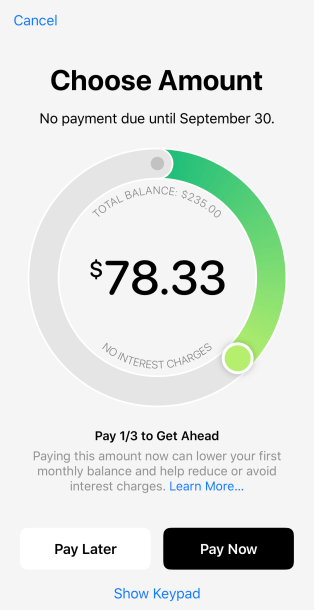 Cancel
Choose Amount
No payment due until September 30.
TOTAL BALANCE: $235.00
$78.33
NO INTEREST CHARGES
Pay 1/3 to Get Ahead
Paying this amount now can lower your first
monthly balance and help reduce or avoid
interest charges. Learn More...
Pay Later
Pay Now
Show Keypad